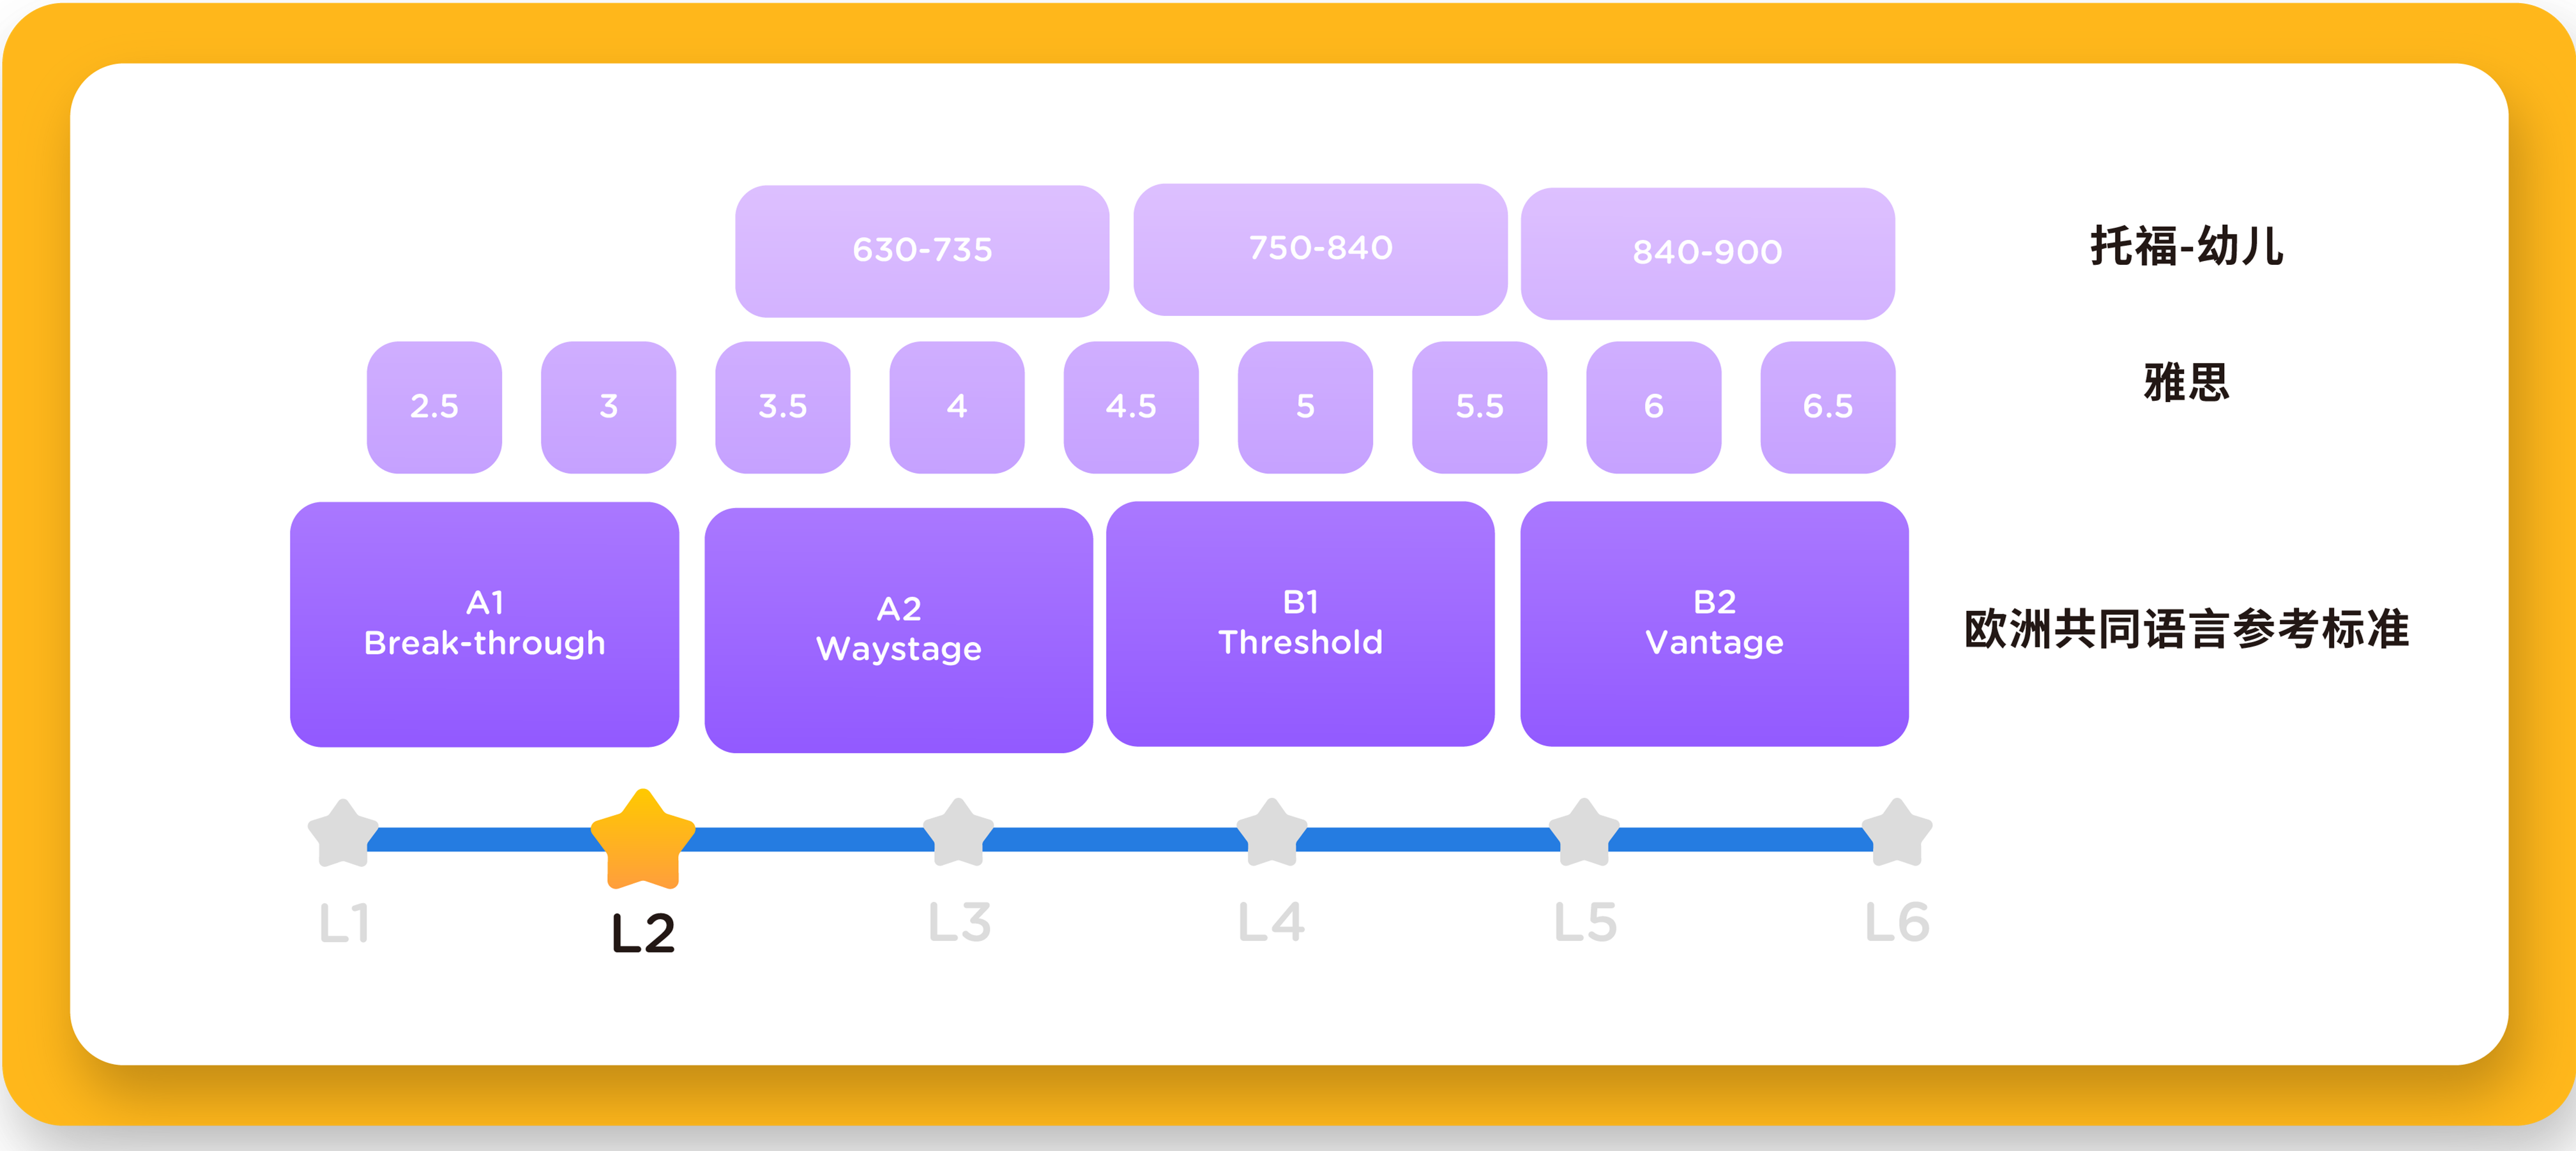 630-735 750-840 840-900 托福-幼儿
2.5 3 3.5 4 4.5 5 5.5 6 6.5 雅思
A1
Break-through
A2
Waystage
B1
Threshold
B2
Vantage
欧洲共同语言参考标准
L1 L2 L3 L4 L5 L6